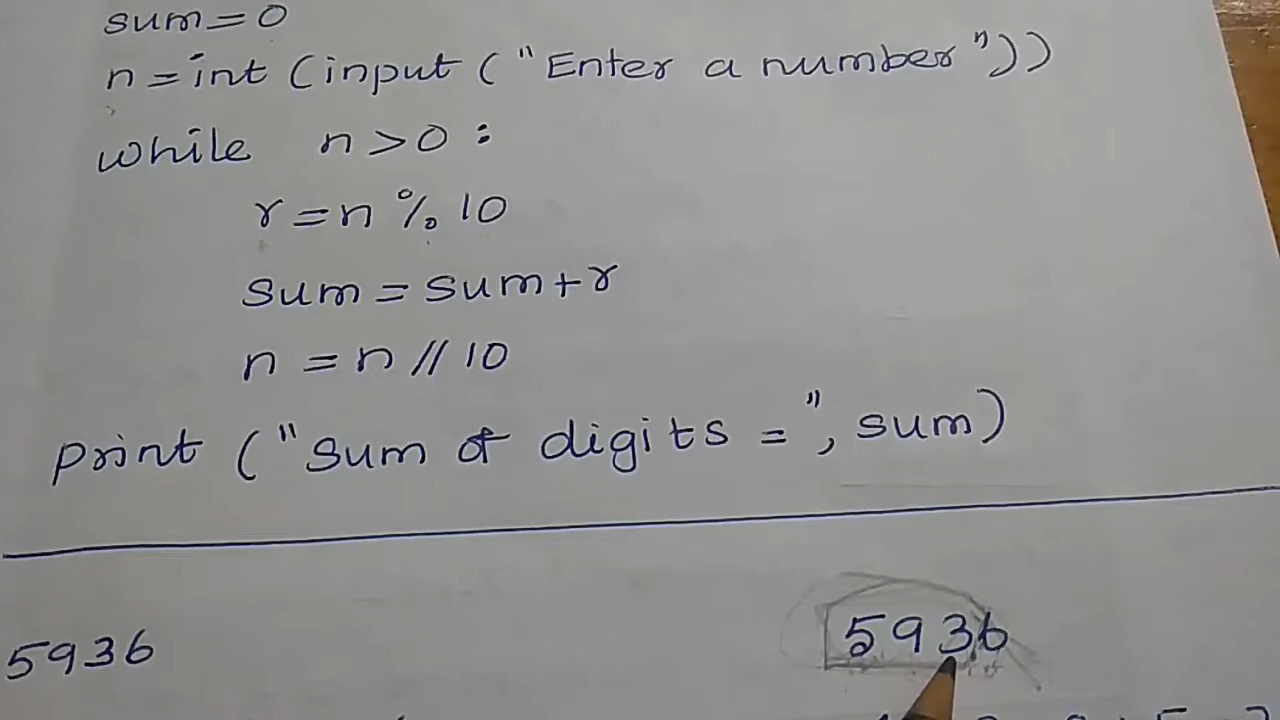 sum=0
n=int (input ("Enter a number"))
while n>0:
r=n % 10
sum=sum+r
n=n//10
print ("Sum of digits =", sum)
5936 5936